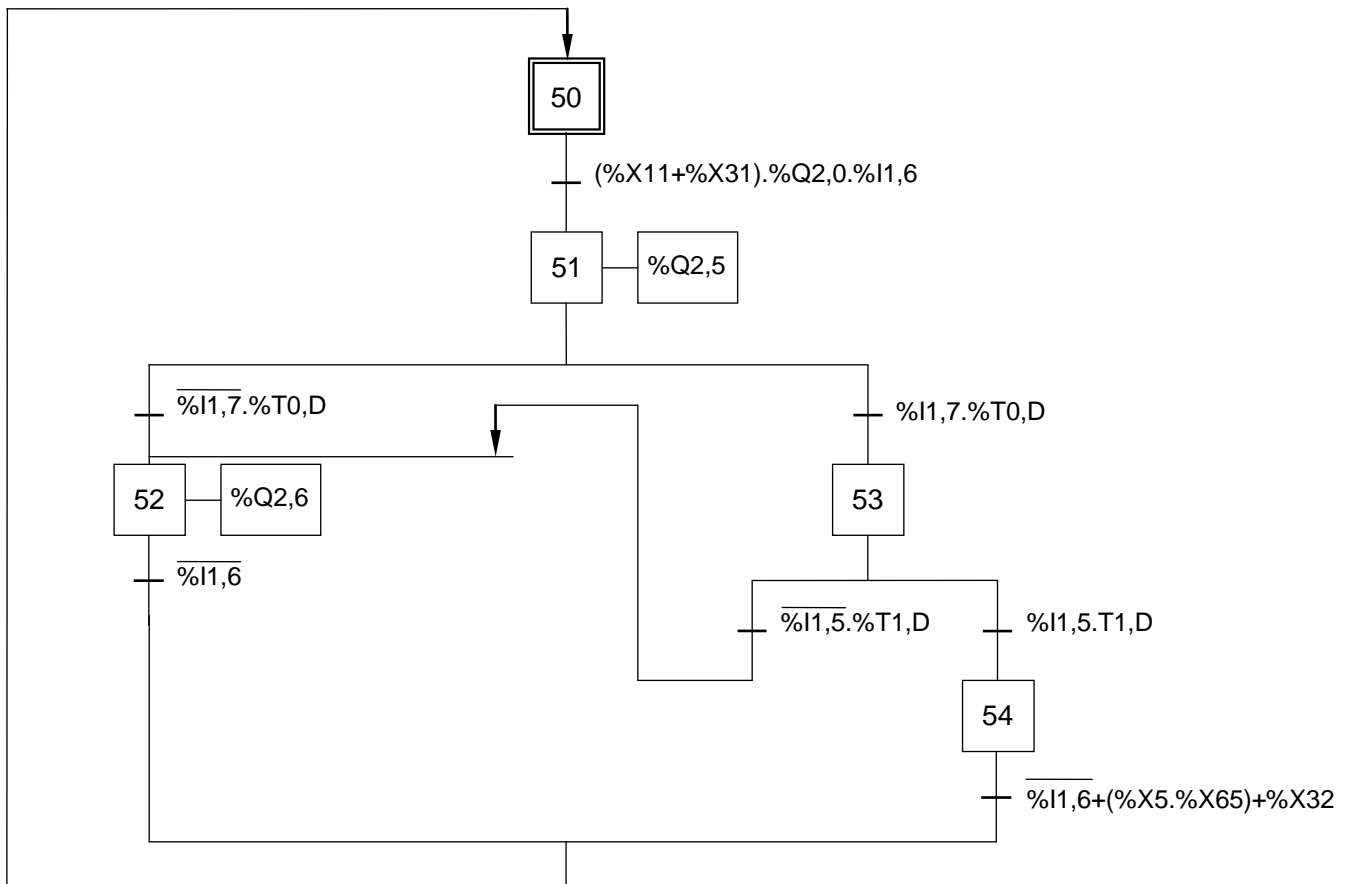 50
(%X11+%X31).%Q2,0.%I1,6
51
%Q2,5
%I1,7.%T0,D
%I1,7.%T0,D
52
%Q2,6
53
%I1,6
%I1,5.%T1,D
%I1,5.T1,D
54
%I1,6+(%X5.%X65)+%X32